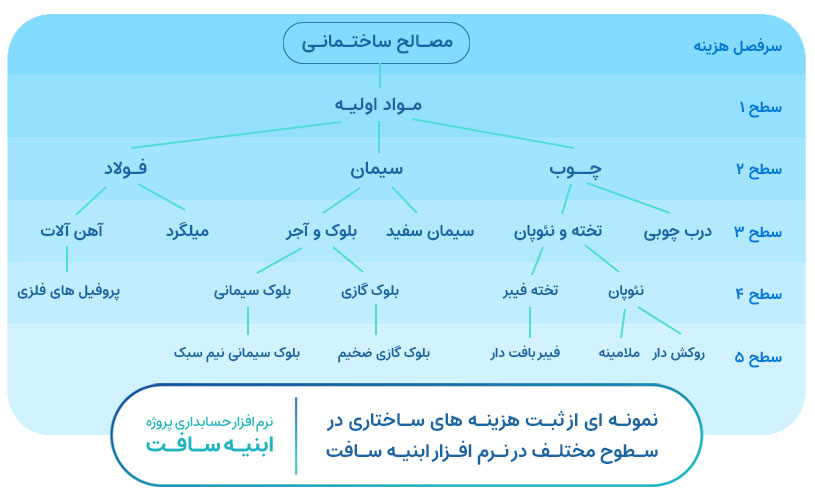 سرفصل هزینه
مصالح ساختمانی
سطح ۱
مواد اولیه
سطح ۲
چوب
سیمان
فولاد
سطح ۳
درب چوبی
تخته و نئوپان
سیمان سفید
بلوک و آجر
میلگرد
آهن آلات
سطح ۴
نئوپان
تخته فیبر
بلوک گازی
بلوک سیمانی
پروفیل های فلزی
سطح ۵
روکش دار
ملامینه
فیبر بافت دار
بلوک گازی ضخیم
بلوک سیمانی نیم سبک
نمونه ای از ثبت هزینه های ساختاری در
سطوح مختلف در نرم افزار ابنیه سافت
نرم افزار حسابداری پروژه
ابنیه سافت